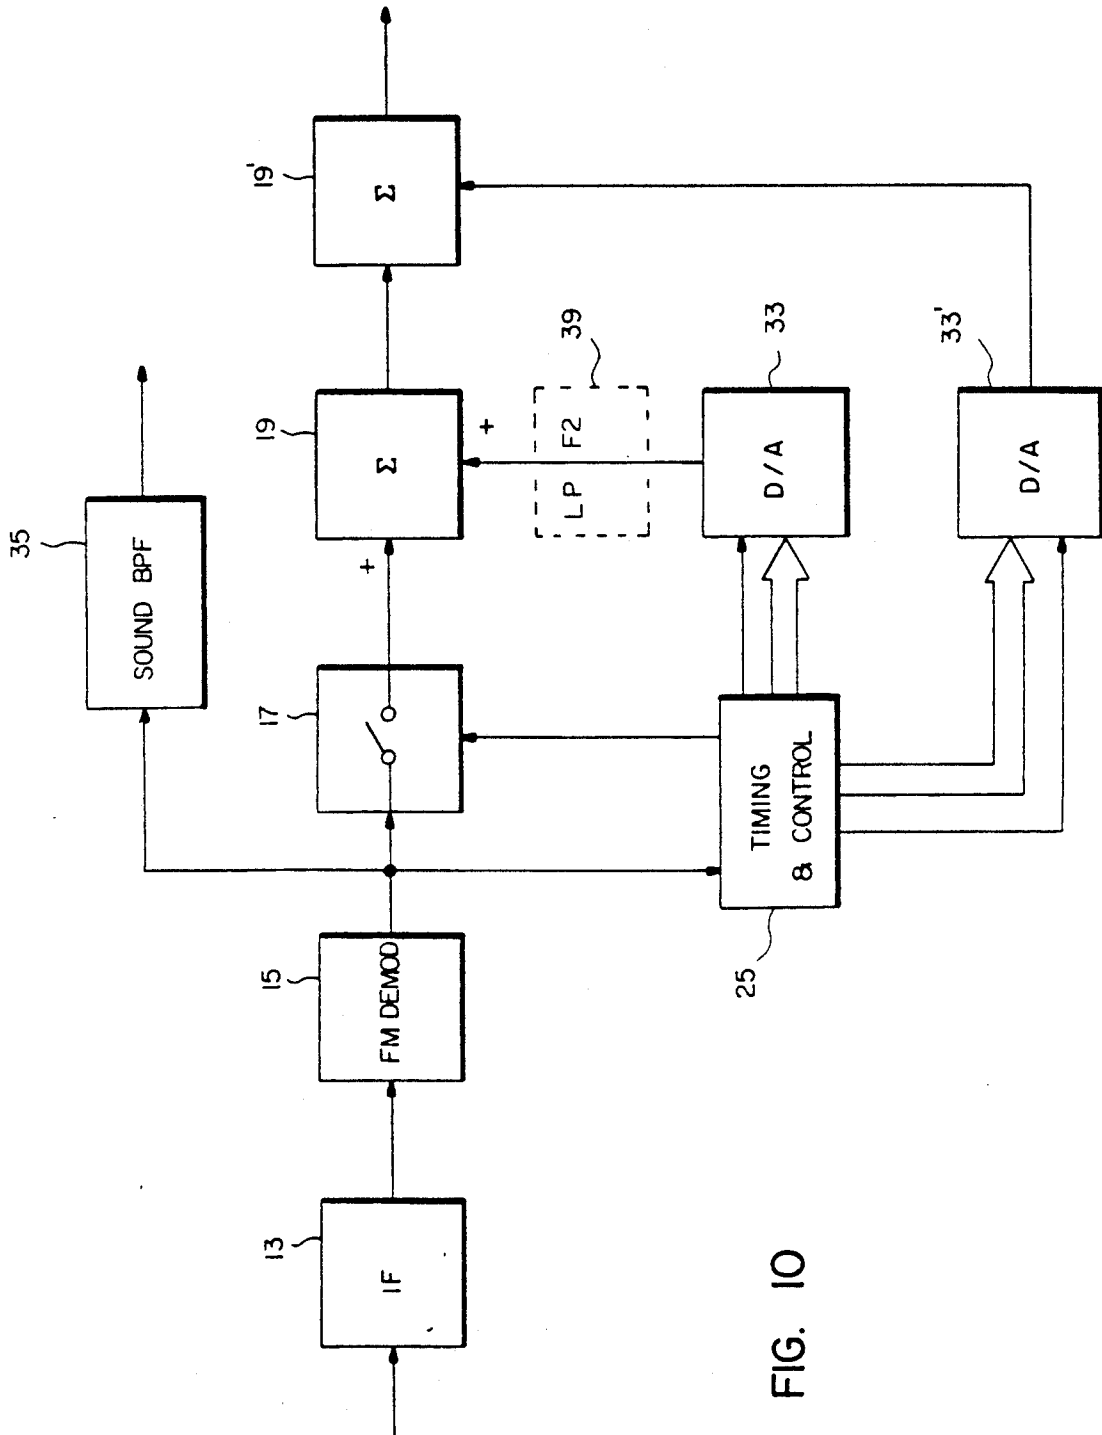 35
SOUND BPF
19'
Σ
19
Σ
+
+
17
15
FM DEMOD
13
IF
39
LP F2
33
D/A
33'
D/A
TIMING
& CONTROL
25
FIG. 10